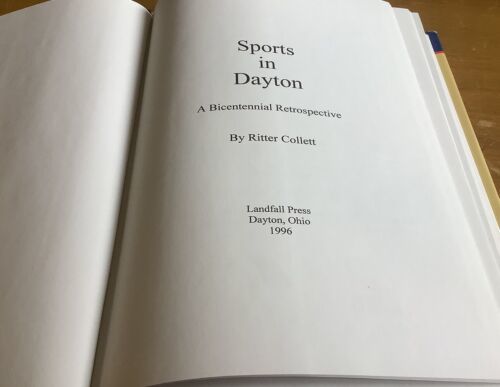 Sports
in
Dayton
A Bicentennial Retrospective
By Ritter Collett
Landfall Press
Dayton, Ohio
1996